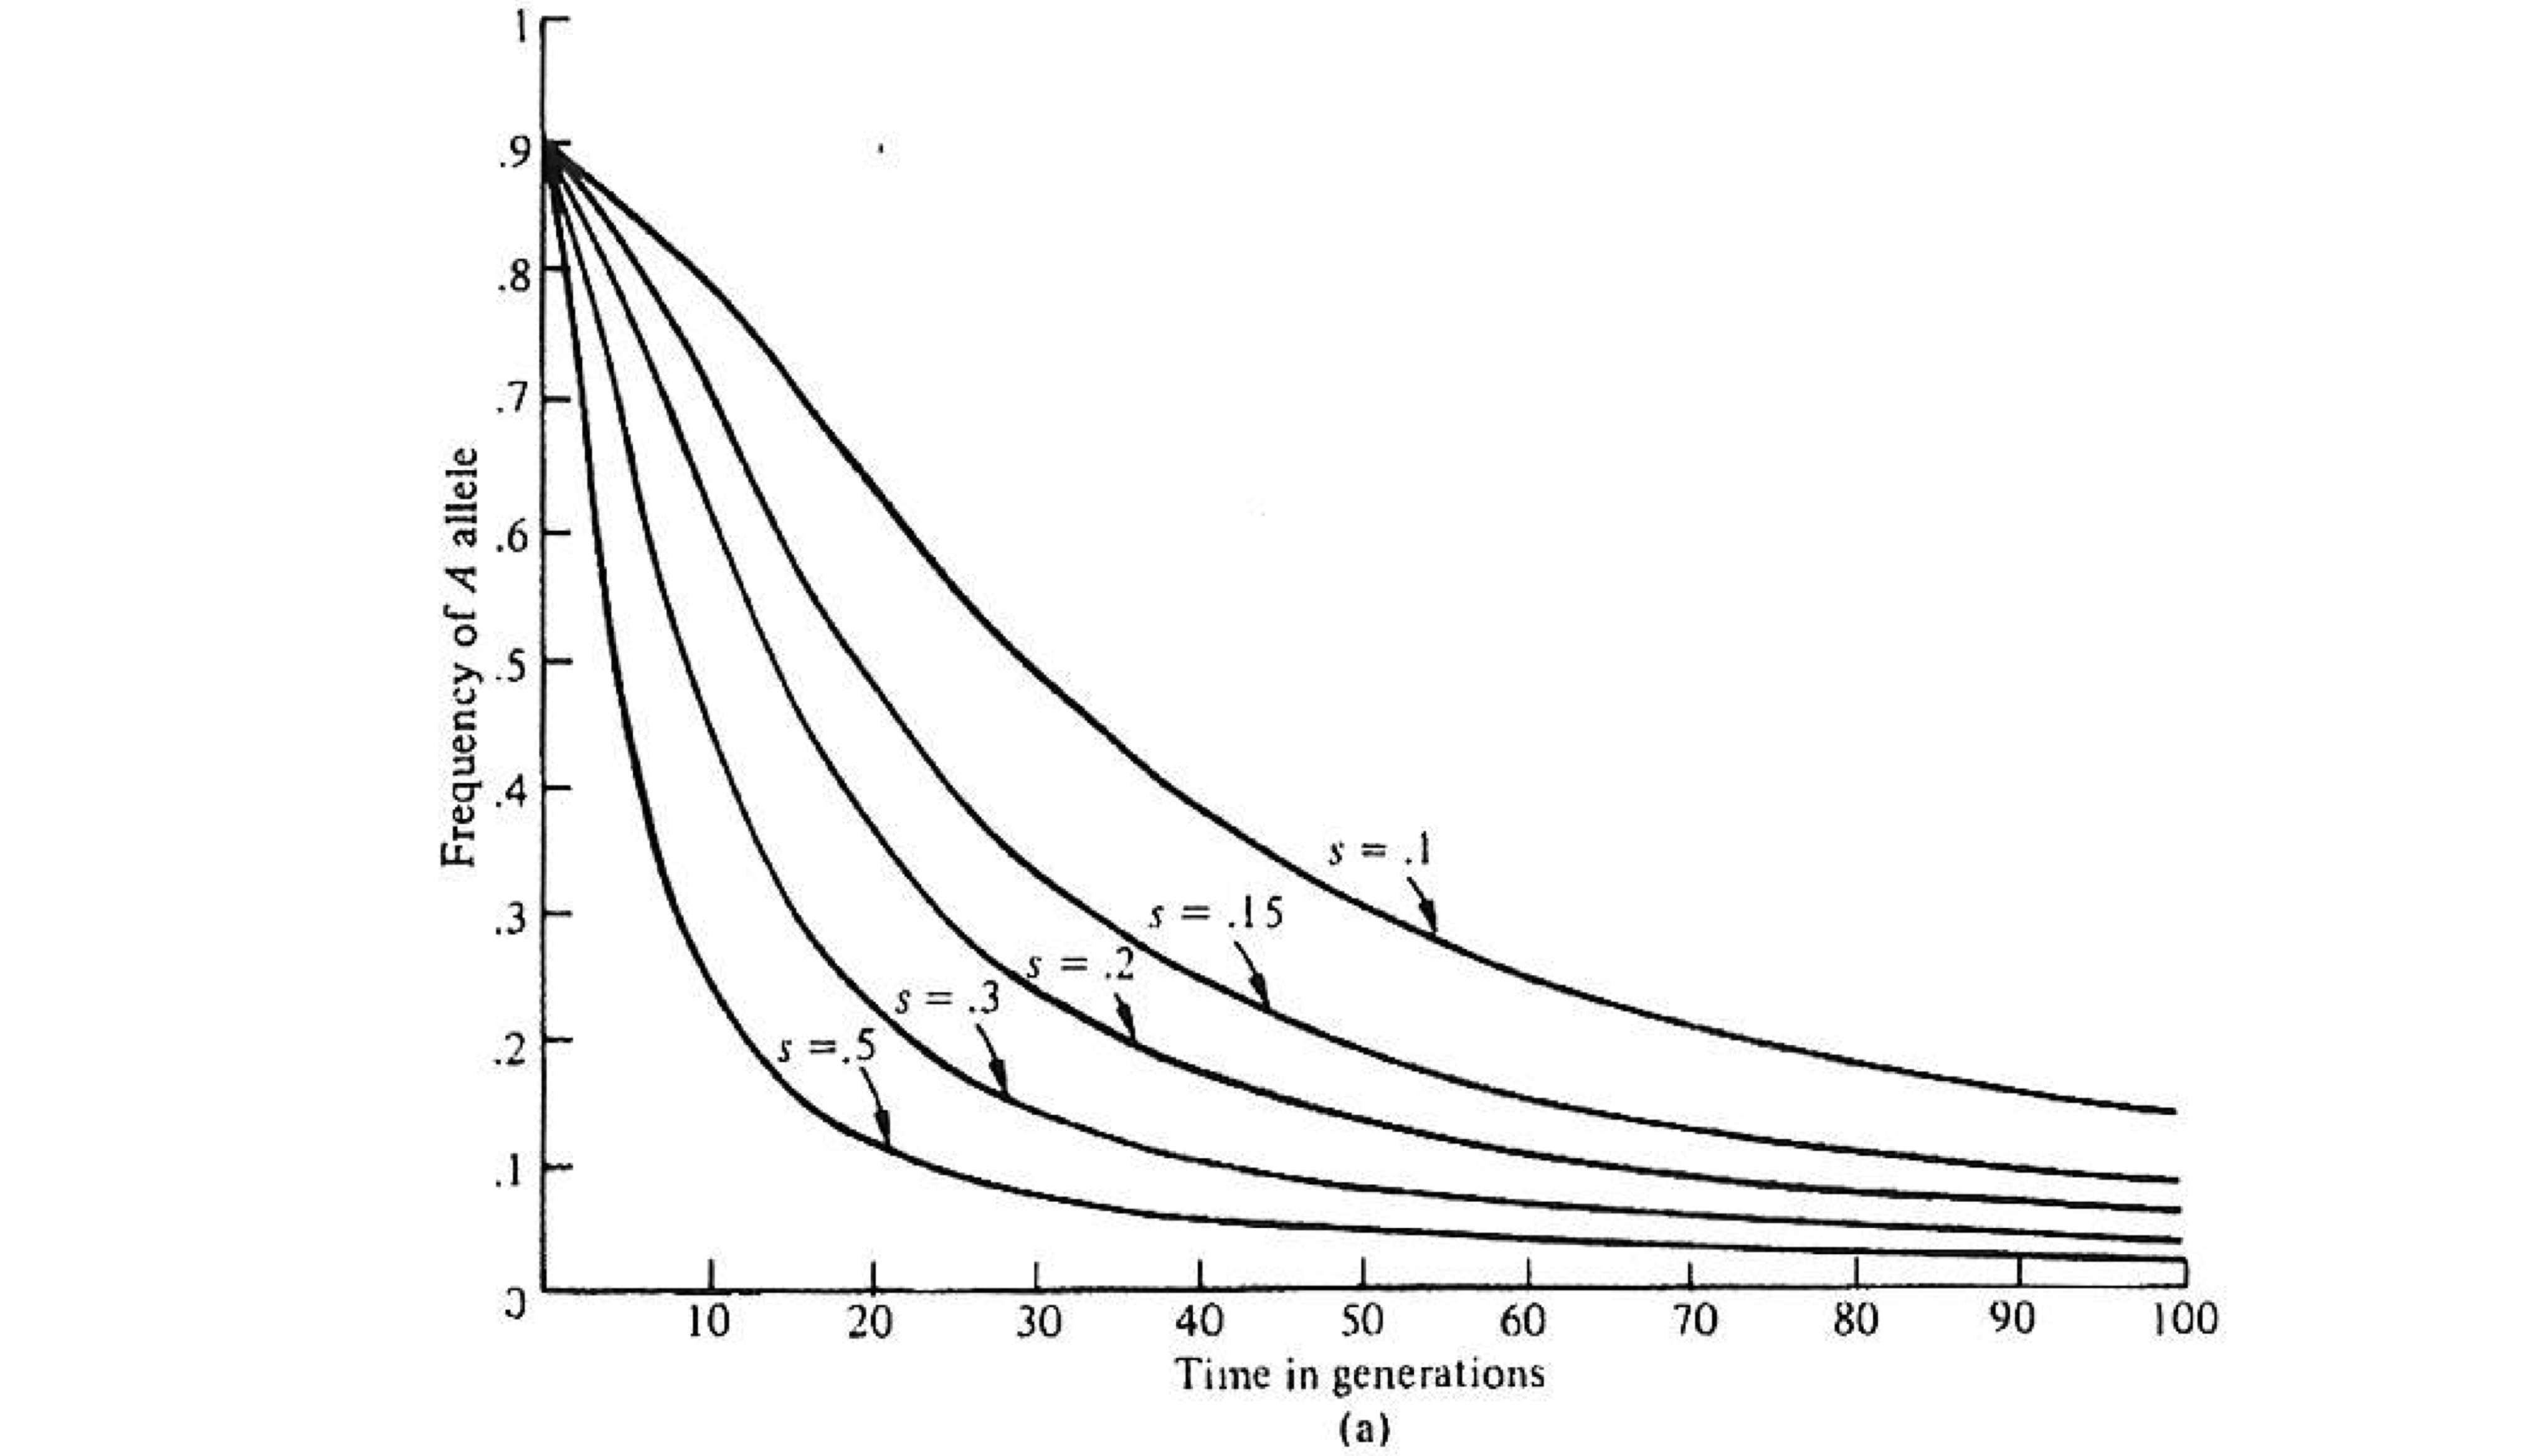 1
.9
.8
.7
.6
.5
.4
.3
.2
.1
0
Frequency of A allele
s = .1
s = .15
s = .2
s = .3
s = .5
10 20 30 40 50 60 70 80 90 100
Time in generations
(a)